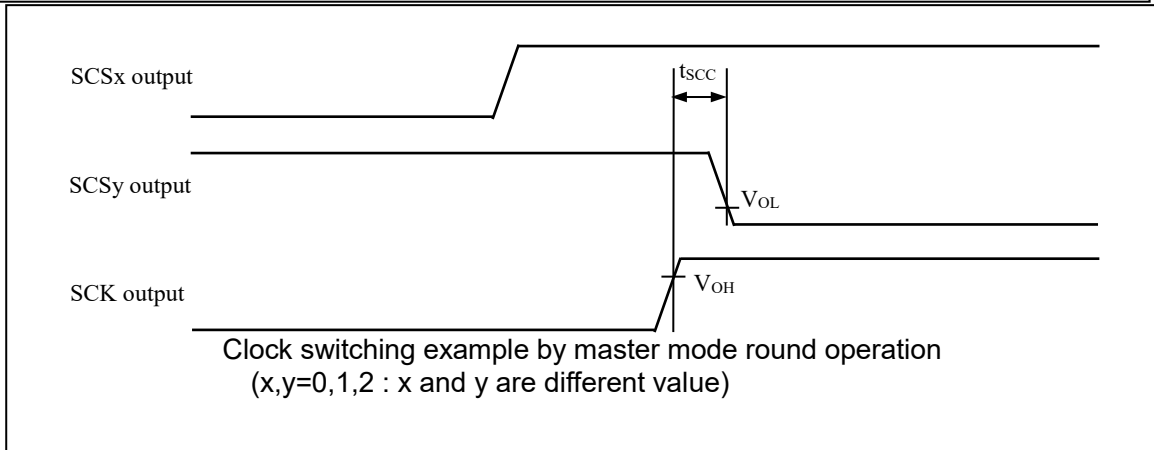 SCSx output
tSCC
SCSy output
VOL
SCK output
VOH
Clock switching example by master mode round operation
(x,y=0,1,2 : x and y are different value)